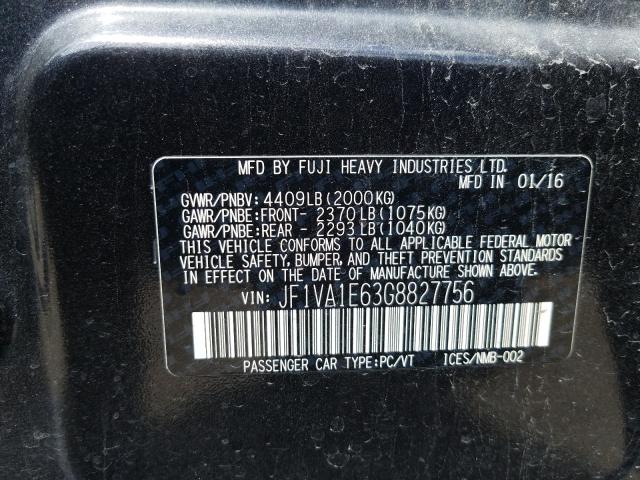 MFD BY FUJI HEAVY INDUSTRIES LTD.
MFD IN 01/16
GVWR/PNBV: 4409LB(2000KG)
GAWR/PNBE:FRONT- 2370LB(1075KG)
GAWR/PNBE:REAR - 2293LB(1040KG)
THIS VEHICLE CONFORMS TO ALL APPLICABLE FEDERAL MOTOR
VEHICLE SAFETY, BUMPER, AND THEFT PREVENTION STANDARDS
IN EFFECT ON THE DATE OF MANUFACTURE SHOWN ABOVE.
VIN: JF1VA1E63G8827756
PASSENGER CAR TYPE:PC/VT ICES/NMB-002